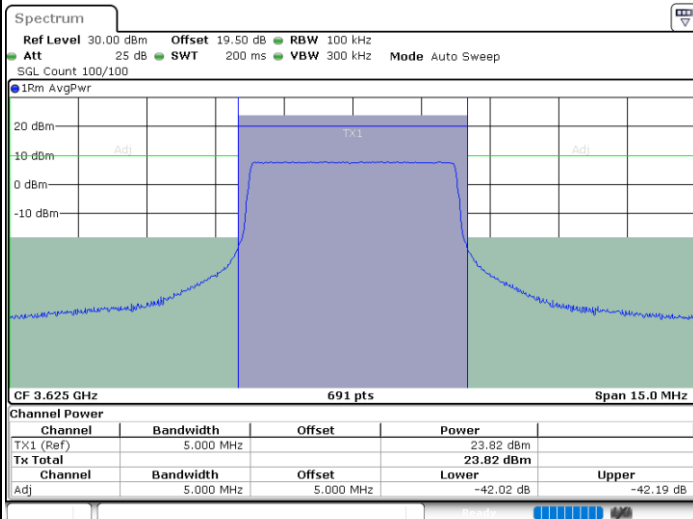 Spectrum
Ref Level 30.00 dBm Offset 19.50 dB RBW 100 kHz
Att 25 dB SWT 200 ms VBW 300 kHz Mode Auto Sweep
SGL Count 100/100
1Rm AvgPwr
20 dBm
TX1
Adj Adj
10 dBm
0 dBm
-10 dBm
CF 3.625 GHz 691 pts Span 15.0 MHz
Channel Power
Channel Bandwidth Offset Power
TX1 (Ref) 5.000 MHz 23.82 dBm
Tx Total 23.82 dBm
Channel Bandwidth Offset Lower Upper
Adj 5.000 MHz 5.000 MHz -42.02 dB -42.19 dB
Ready